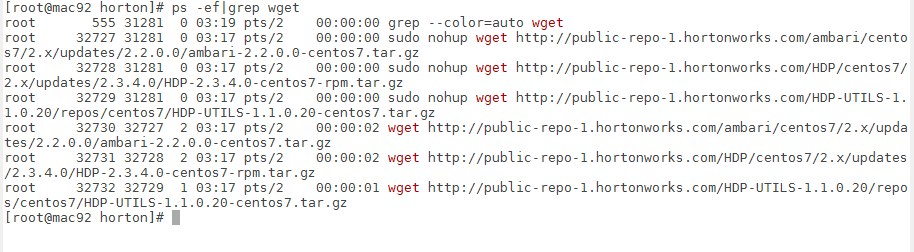 [root@mac92 horton]# ps -ef|grep wget
root       555 31281  0 03:19 pts/2    00:00:00 grep --color=auto wget
root     32727 31281  0 03:17 pts/2    00:00:00 sudo nohup wget http://public-repo-1.hortonworks.com/ambari/cento
s7/2.x/updates/2.2.0.0/ambari-2.2.0.0-centos7.tar.gz
root     32728 31281  0 03:17 pts/2    00:00:00 sudo nohup wget http://public-repo-1.hortonworks.com/HDP/centos7/
2.x/updates/2.3.4.0/HDP-2.3.4.0-centos7-rpm.tar.gz
root     32729 31281  0 03:17 pts/2    00:00:00 sudo nohup wget http://public-repo-1.hortonworks.com/HDP-UTILS-1.
1.0.20/repos/centos7/HDP-UTILS-1.1.0.20-centos7.tar.gz
root     32730 32727  2 03:17 pts/2    00:00:02 wget http://public-repo-1.hortonworks.com/ambari/centos7/2.x/upda
tes/2.2.0.0/ambari-2.2.0.0-centos7.tar.gz
root     32731 32728  2 03:17 pts/2    00:00:02 wget http://public-repo-1.hortonworks.com/HDP/centos7/2.x/updates
/2.3.4.0/HDP-2.3.4.0-centos7-rpm.tar.gz
root     32732 32729  1 03:17 pts/2    00:00:01 wget http://public-repo-1.hortonworks.com/HDP-UTILS-1.1.0.20/repo
s/centos7/HDP-UTILS-1.1.0.20-centos7.tar.gz
[root@mac92 horton]#